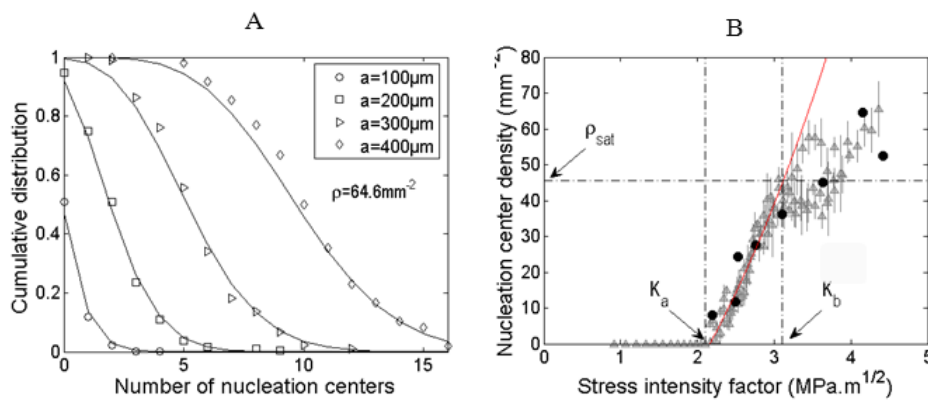 A
B
Cumulative distribution
1
0.8
0.6
0.4
0.2
0
0
5
10
15
Number of nucleation centers
a=100µm
a=200µm
a=300µm
a=400µm
ρ=64.6mm⁻²
Nucleation center density (mm⁻²)
80
70
60
50
40
30
20
10
0
0
1
2
3
4
5
Stress intensity factor (MPa.m^1/2)
ρsat
Ka
Kb